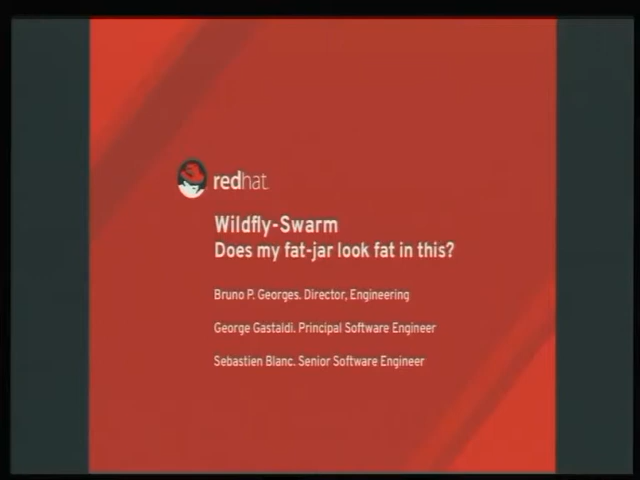 redhat.
Wildfly-Swarm
Does my fat-jar look fat in this?
Bruno P. Georges. Director, Engineering
George Gastaldi. Principal Software Engineer
Sebastien Blanc. Senior Software Engineer